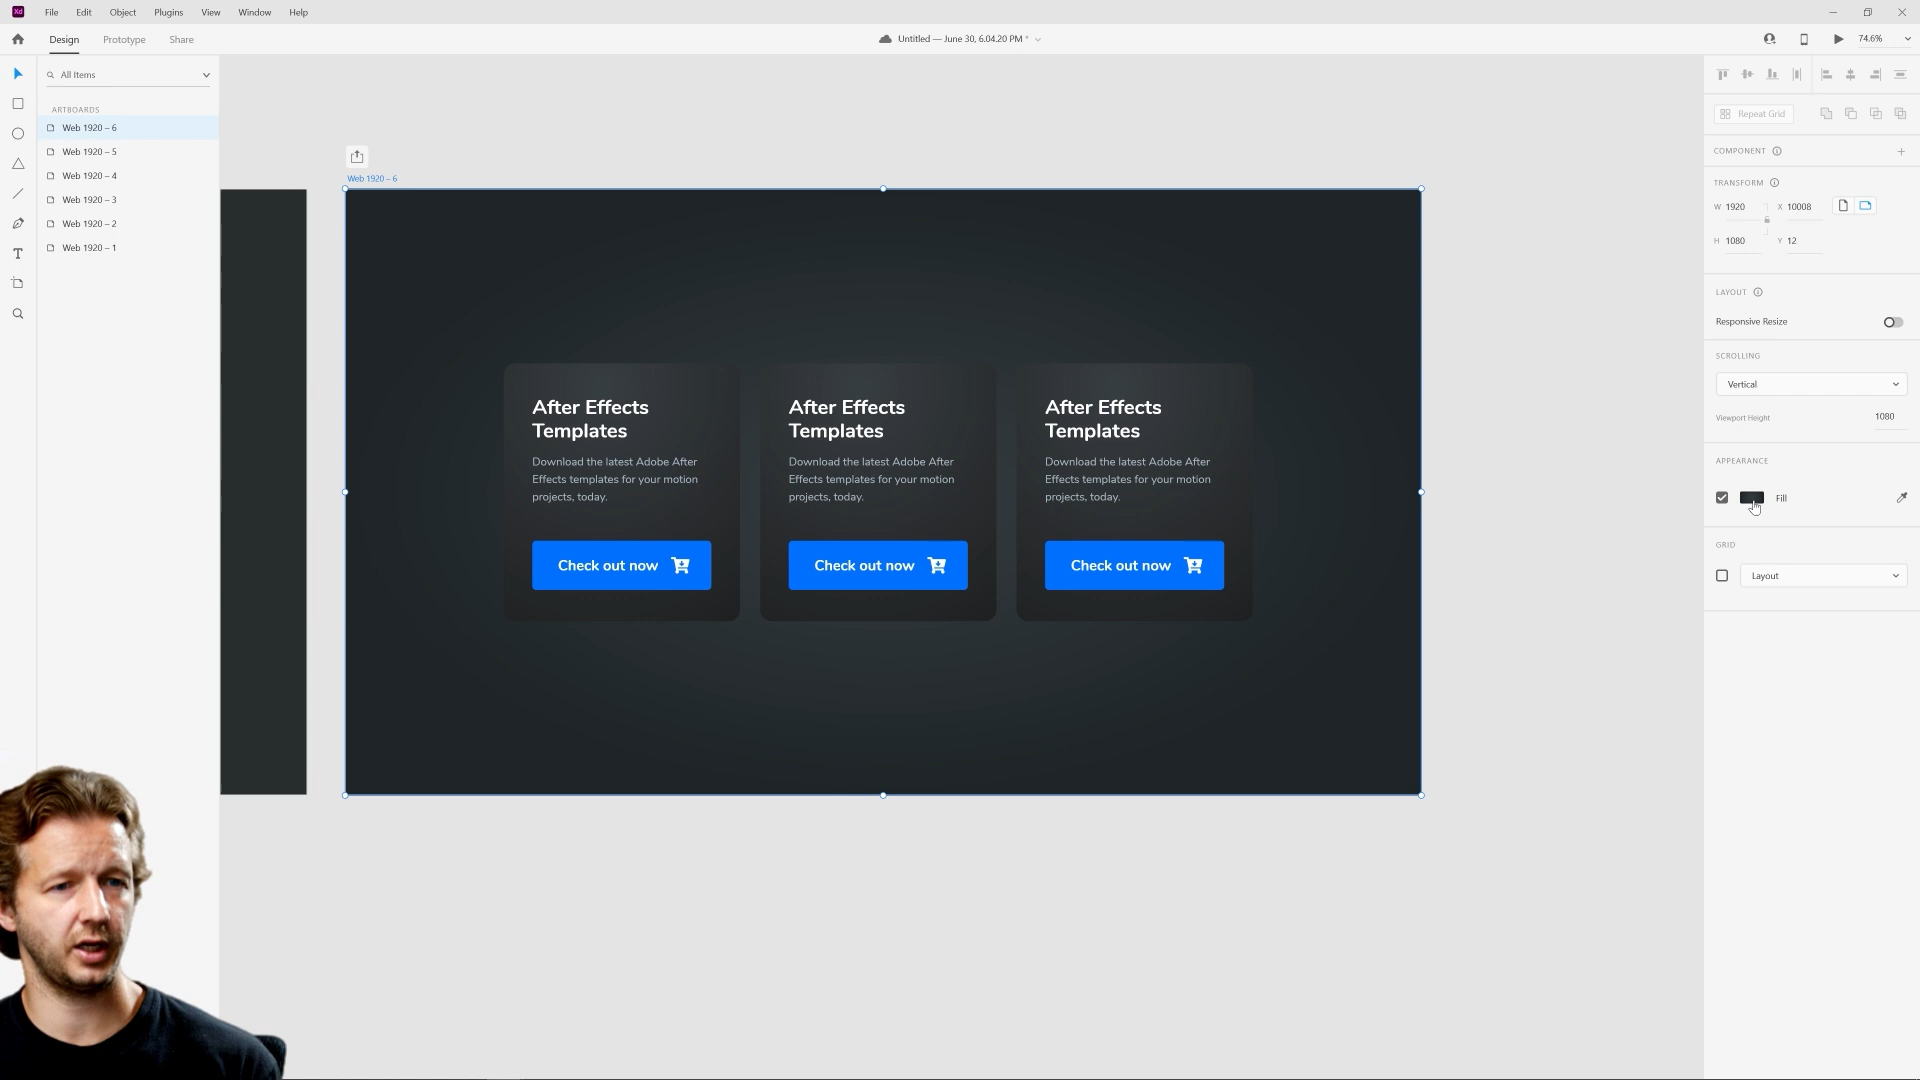 Xd File Edit Object Plugins View Window Help
Design Prototype Share
Untitled — June 30, 6.04.20 PM *
74.6%
All Items
ARTBOARDS
Web 1920 – 6
Web 1920 – 5
Web 1920 – 4
Web 1920 – 3
Web 1920 – 2
Web 1920 – 1
Web 1920 – 6
After Effects
Templates
Download the latest Adobe After
Effects templates for your motion
projects, today.
Check out now
After Effects
Templates
Download the latest Adobe After
Effects templates for your motion
projects, today.
Check out now
After Effects
Templates
Download the latest Adobe After
Effects templates for your motion
projects, today.
Check out now
Repeat Grid
COMPONENT
TRANSFORM
W 1920 X 10008
H 1080 Y 12
LAYOUT
Responsive Resize
SCROLLING
Vertical
Viewport Height 1080
APPEARANCE
Fill
GRID
Layout